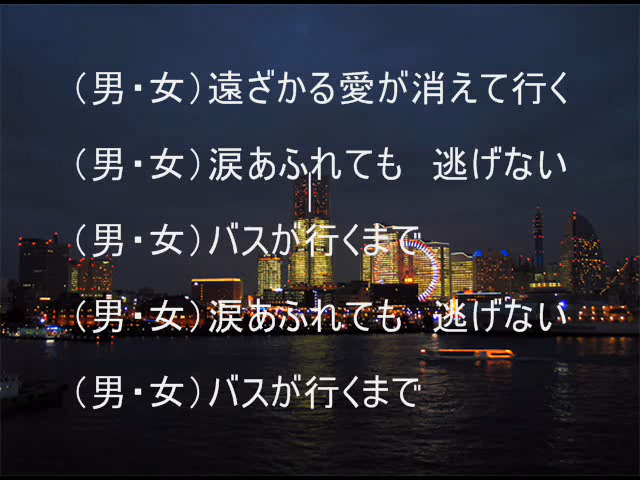 （男・女）遠ざかる愛が消えて行く
（男・女）涙あふれても　逃げない
（男・女）バスが行くまで
（男・女）涙あふれても　逃げない
（男・女）バスが行くまで